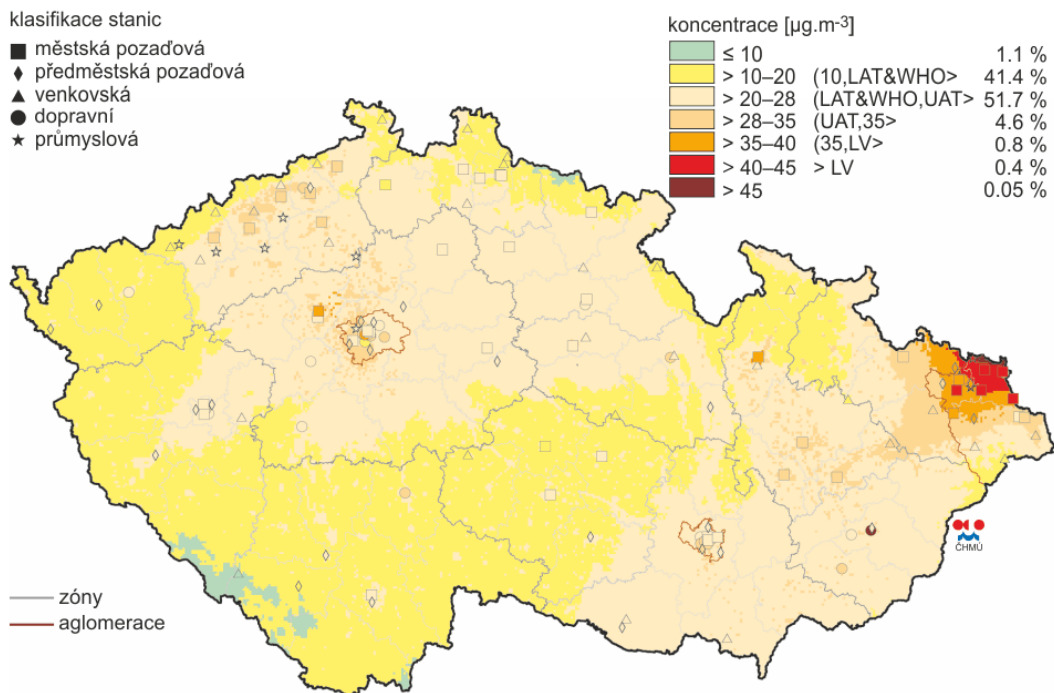 klasifikace stanic
městská pozaďová
předměstská pozaďová
venkovská
dopravní
průmyslová
koncentrace [µg.m-3]
≤ 10 1.1 %
> 10–20 (10,LAT&WHO> 41.4 %
> 20–28 (LAT&WHO,UAT> 51.7 %
> 28–35 (UAT,35> 4.6 %
> 35–40 (35,LV> 0.8 %
> 40–45 > LV 0.4 %
> 45 0.05 %
ČHMÚ
zóny
aglomerace